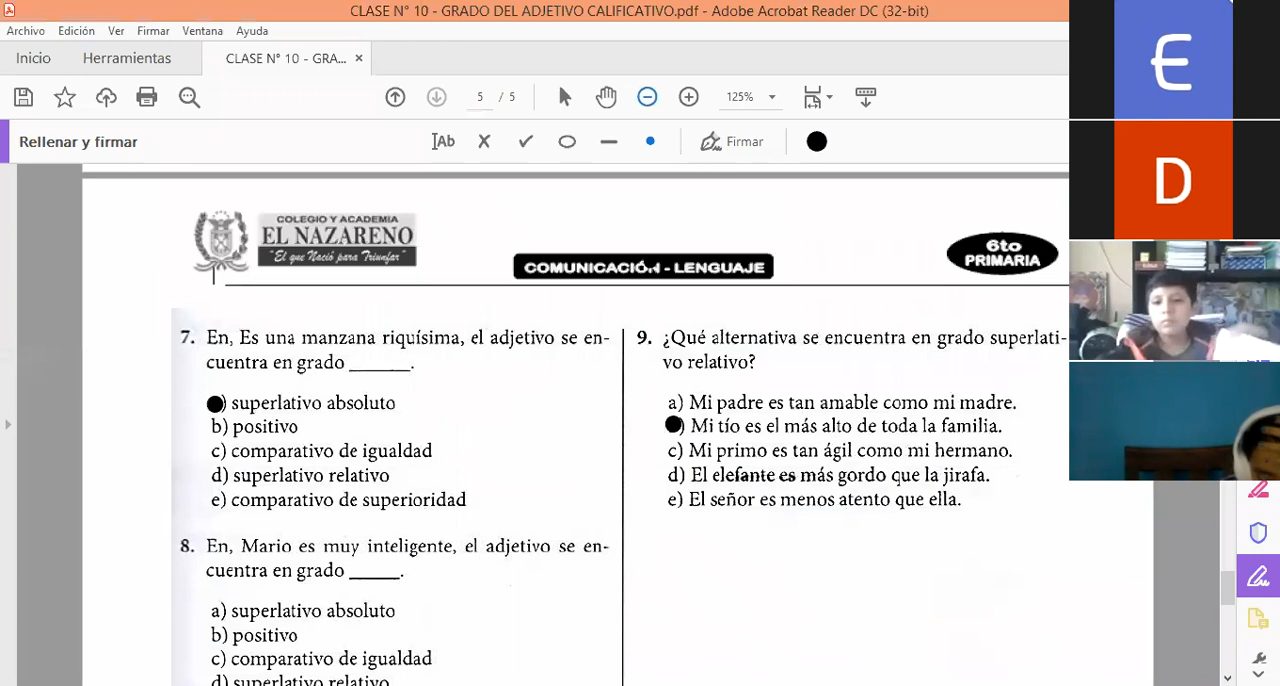 CLASE N° 10 - GRADO DEL ADJETIVO CALIFICATIVO.pdf - Adobe Acrobat Reader DC (32-bit)
Archivo Edición Ver Firmar Ventana Ayuda
Inicio Herramientas CLASE N° 10 - GRA... ×
5 / 5 125%
Rellenar y firmar Ab Firmar
E
D
COLEGIO Y ACADEMIA
EL NAZARENO
"El que Nació para Triunfar"
COMUNICACIÓN - LENGUAJE
6to
PRIMARIA
7. En, Es una manzana riquísima, el adjetivo se en-
cuentra en grado ______.
) superlativo absoluto
b) positivo
c) comparativo de igualdad
d) superlativo relativo
e) comparativo de superioridad
8. En, Mario es muy inteligente, el adjetivo se en-
cuentra en grado _____.
a) superlativo absoluto
b) positivo
c) comparativo de igualdad
d) superlativo relativo
9. ¿Qué alternativa se encuentra en grado superlati-
vo relativo?
a) Mi padre es tan amable como mi madre.
) Mi tío es el más alto de toda la familia.
c) Mi primo es tan ágil como mi hermano.
d) El elefante es más gordo que la jirafa.
e) El señor es menos atento que ella.